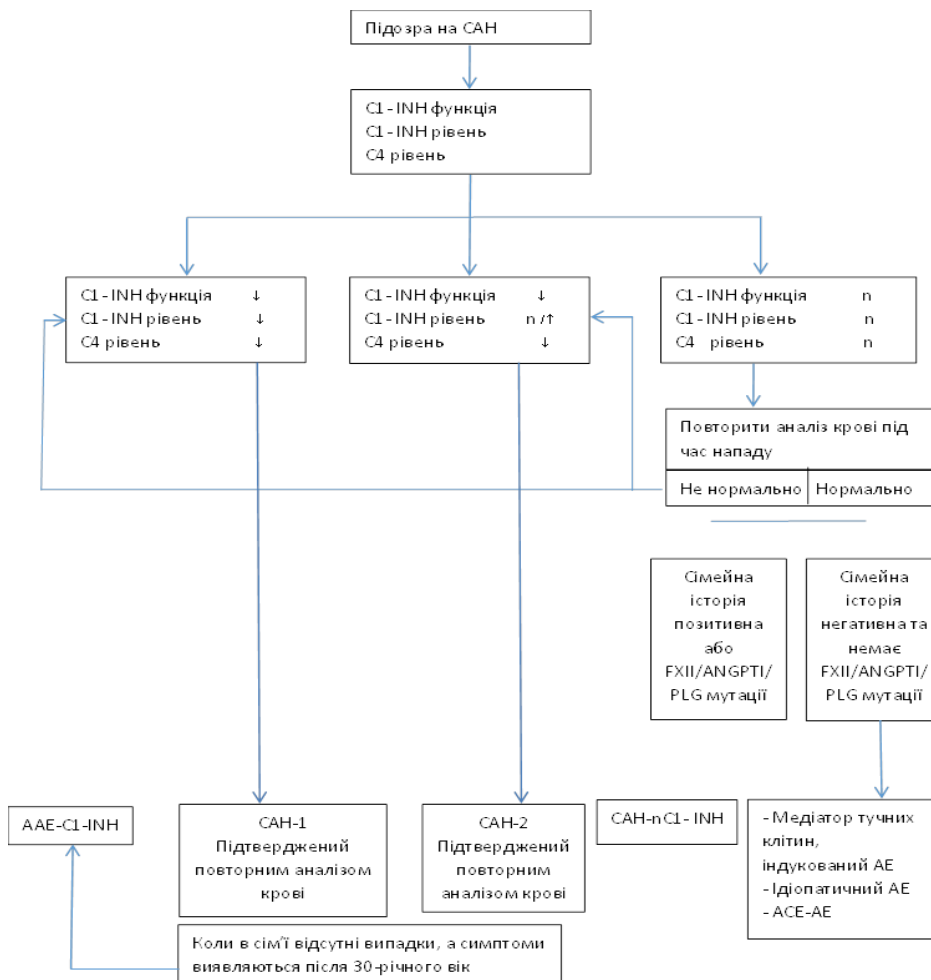 Підозра на САН
С1- INH функція
С1- INH рівень
С4 рівень
С1- INH функція ↓
С1- INH рівень ↓
С4 рівень ↓
С1- INH функція ↓
С1- INH рівень n /↑
С4 рівень ↓
С1- INH функція n
С1- INH рівень n
С4 рівень n
Повторити аналіз крові під
час нападу
Не нормально
Нормально
Сімейна
історія
позитивна
або
FXII/ANGPTI/
PLG мутації
Сімейна
історія
негативна та
немає
FXII/ANGPTI/
PLG мутації
AAE-C1-INH
САН-1
Підтверджений
повторним аналізом
крові
САН-2
Підтверджений
повторним
аналізом крові
САН-nC1- INH
- Медіатор тучних
клітин,
індукований АЕ
- Ідіопатичний АЕ
- АСЕ-АЕ
Коли в сім’ї відсутні випадки, а симптоми
виявляються після 30-річного вік